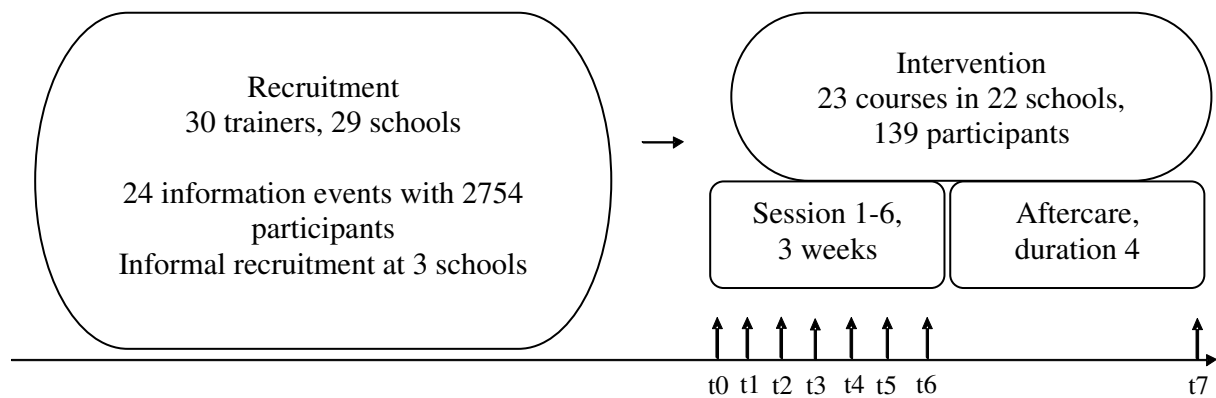 Recruitment
30 trainers, 29 schools
24 information events with 2754
participants
Informal recruitment at 3 schools
Intervention
23 courses in 22 schools,
139 participants
Session 1-6,
3 weeks
Aftercare,
duration 4
t0 t1 t2 t3 t4 t5 t6 t7